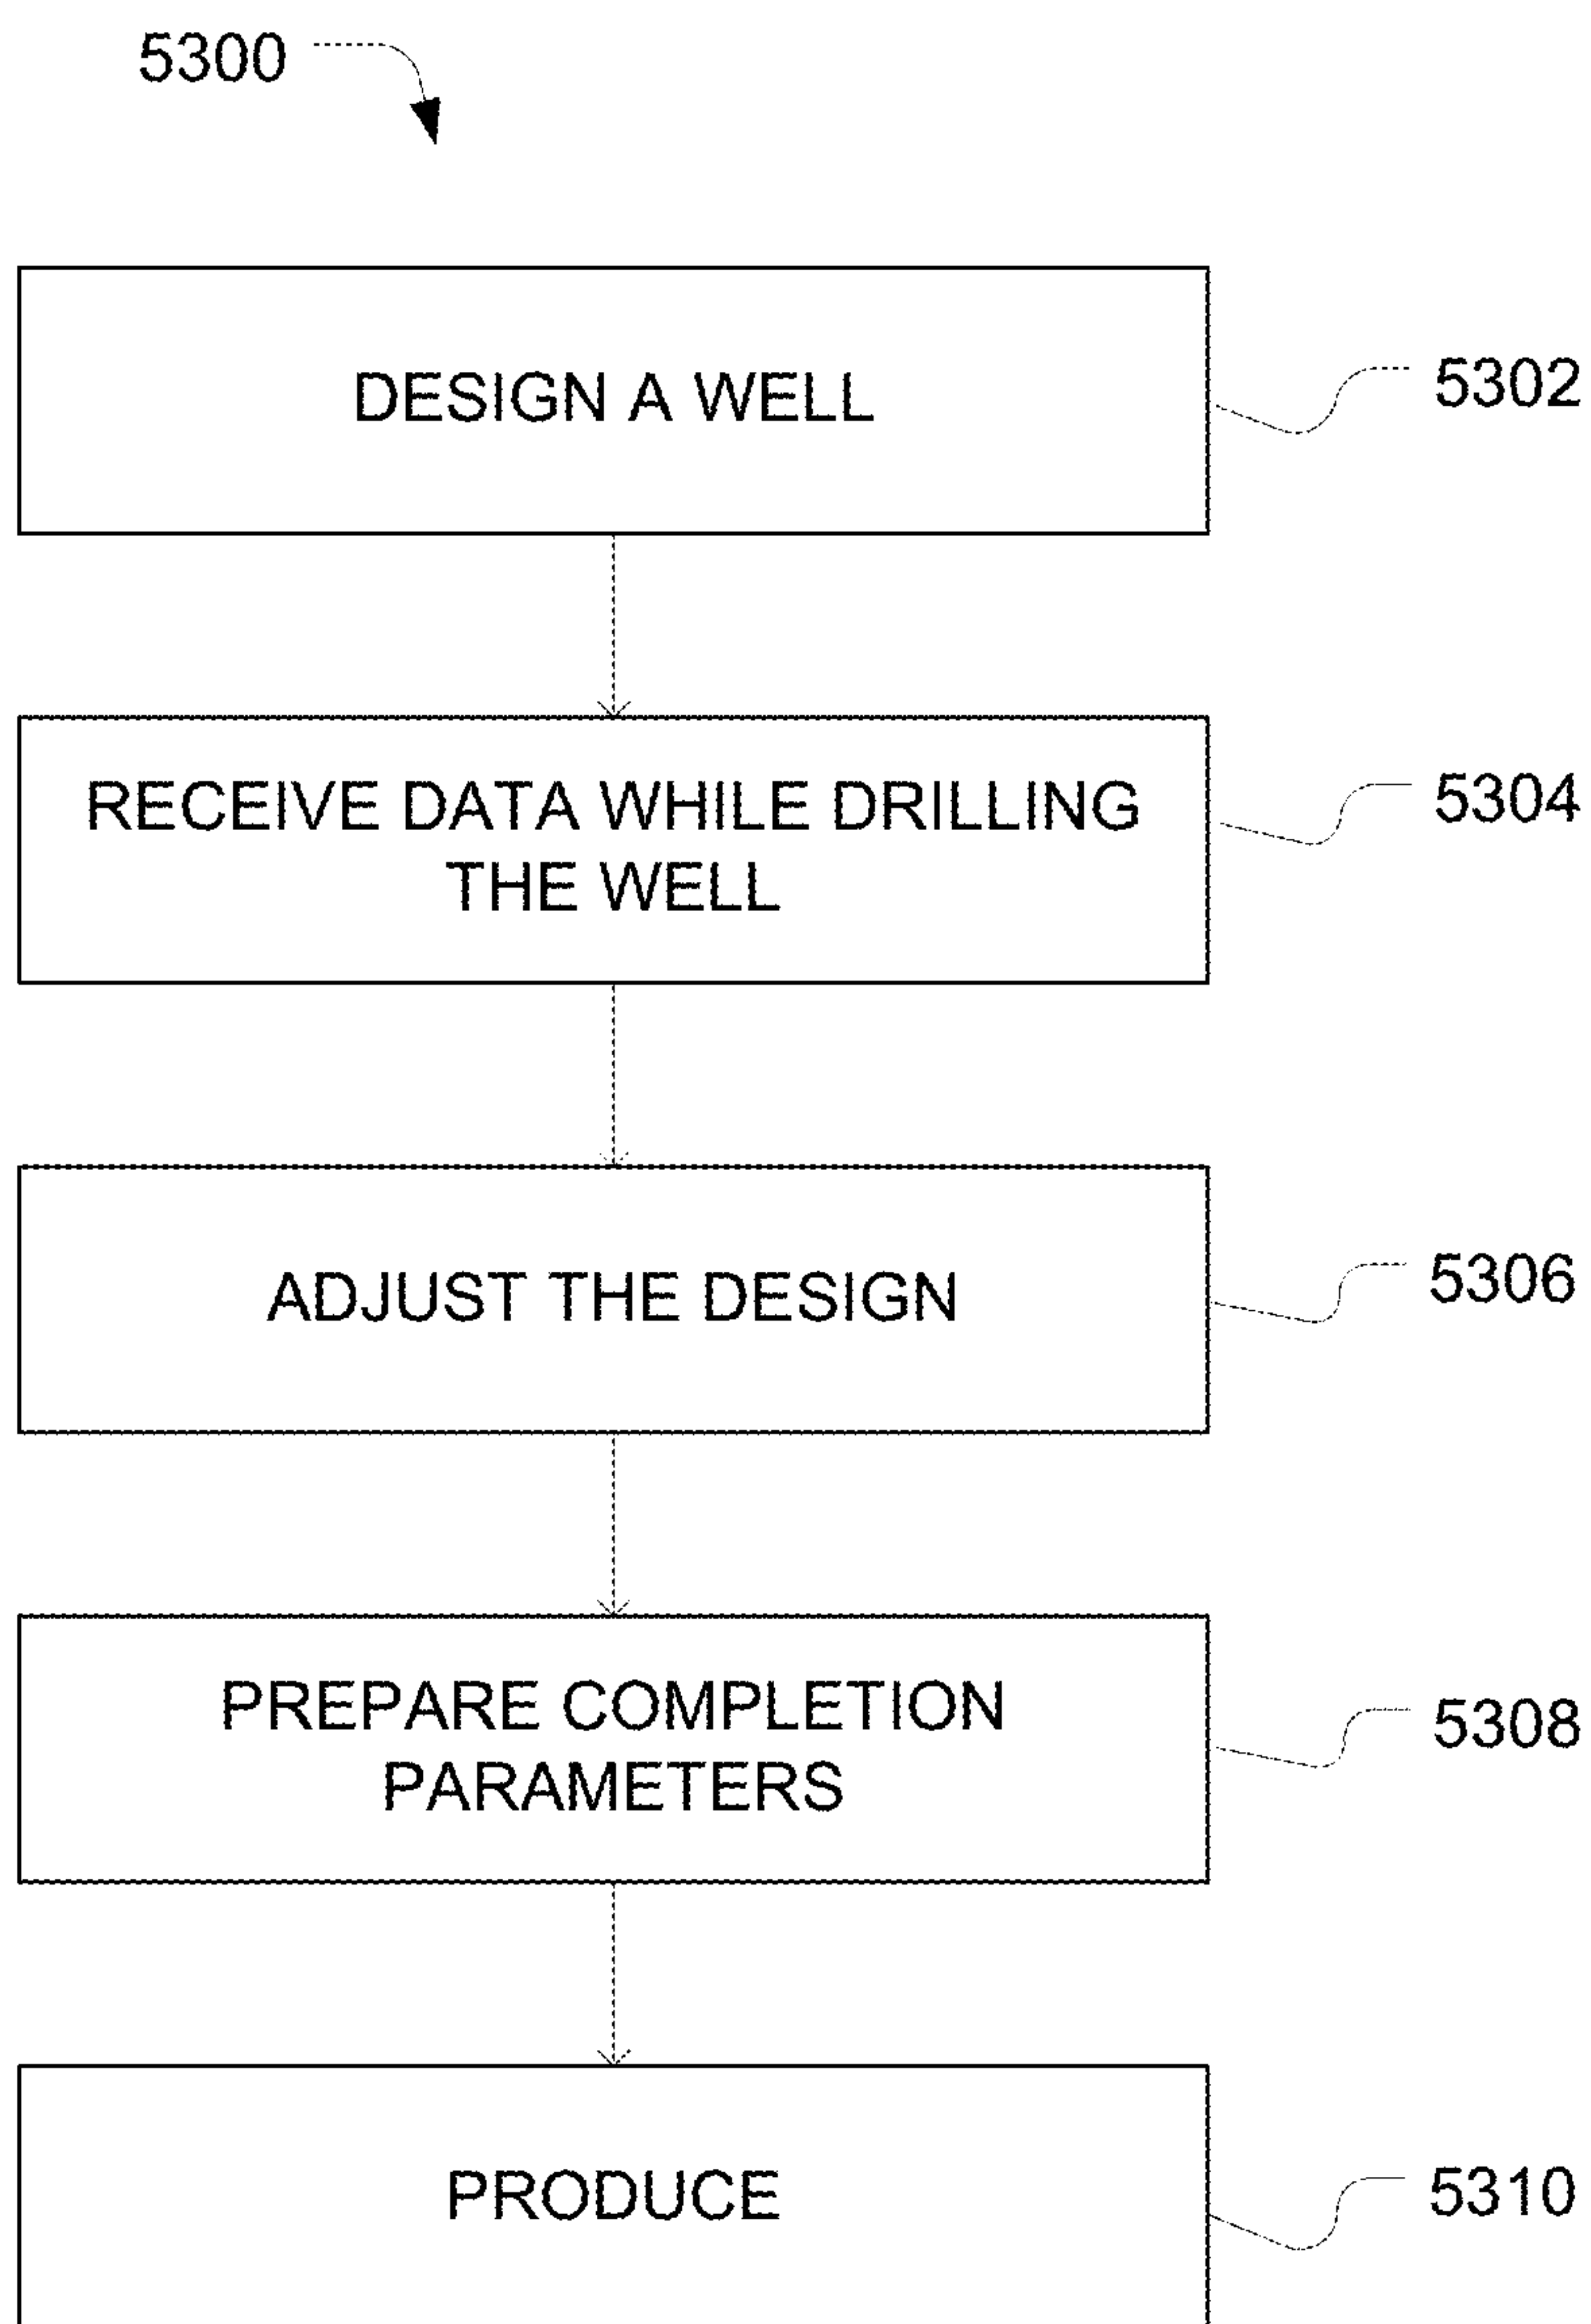 5300
DESIGN A WELL
5302
RECEIVE DATA WHILE DRILLING
THE WELL
5304
ADJUST THE DESIGN
5306
PREPARE COMPLETION
PARAMETERS
5308
PRODUCE
5310